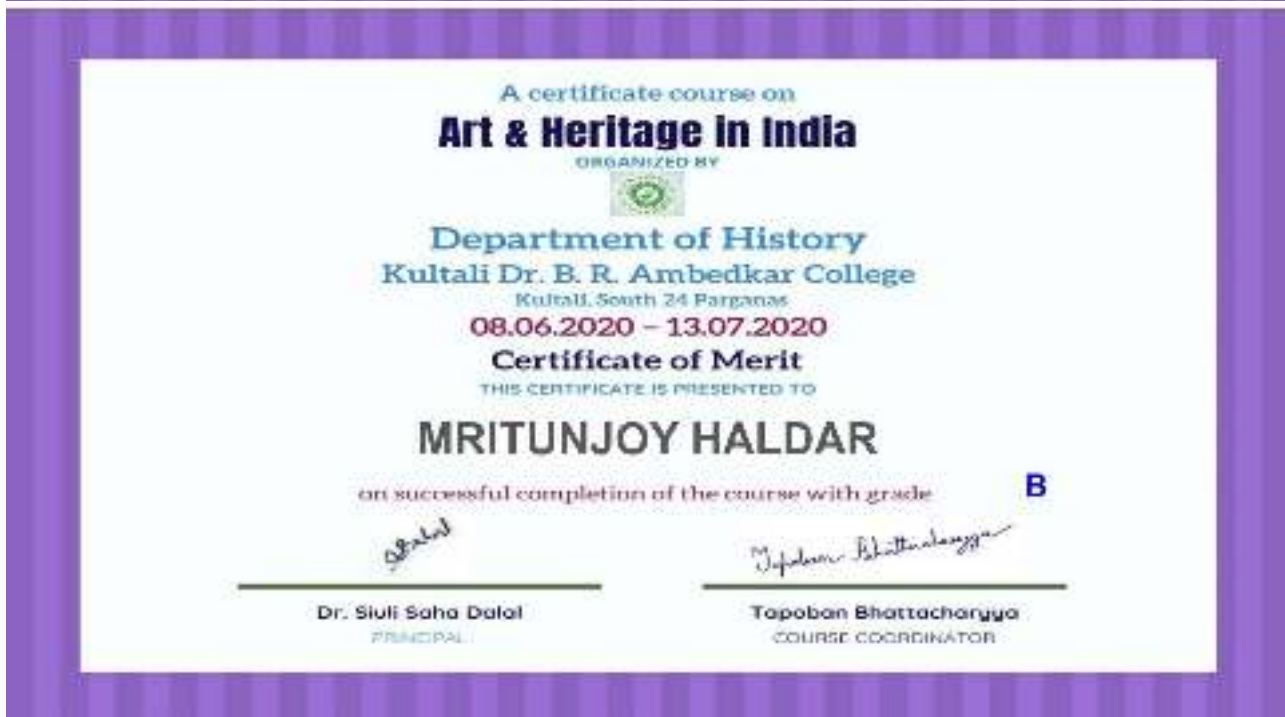 A certificate course on
Art & Heritage in India
ORGANIZED BY
Department of History
Kultali Dr. B. R. Ambedkar College
Kultali, South 24 Parganas
08.06.2020 – 13.07.2020
Certificate of Merit
THIS CERTIFICATE IS PRESENTED TO
MRITUNJOY HALDAR
on successful completion of the course with grade B
Tapoban Bhattacharyya
Dr. Siuli Saha Dalal Tapoban Bhattacharyya
PRINCIPAL COURSE COORDINATOR